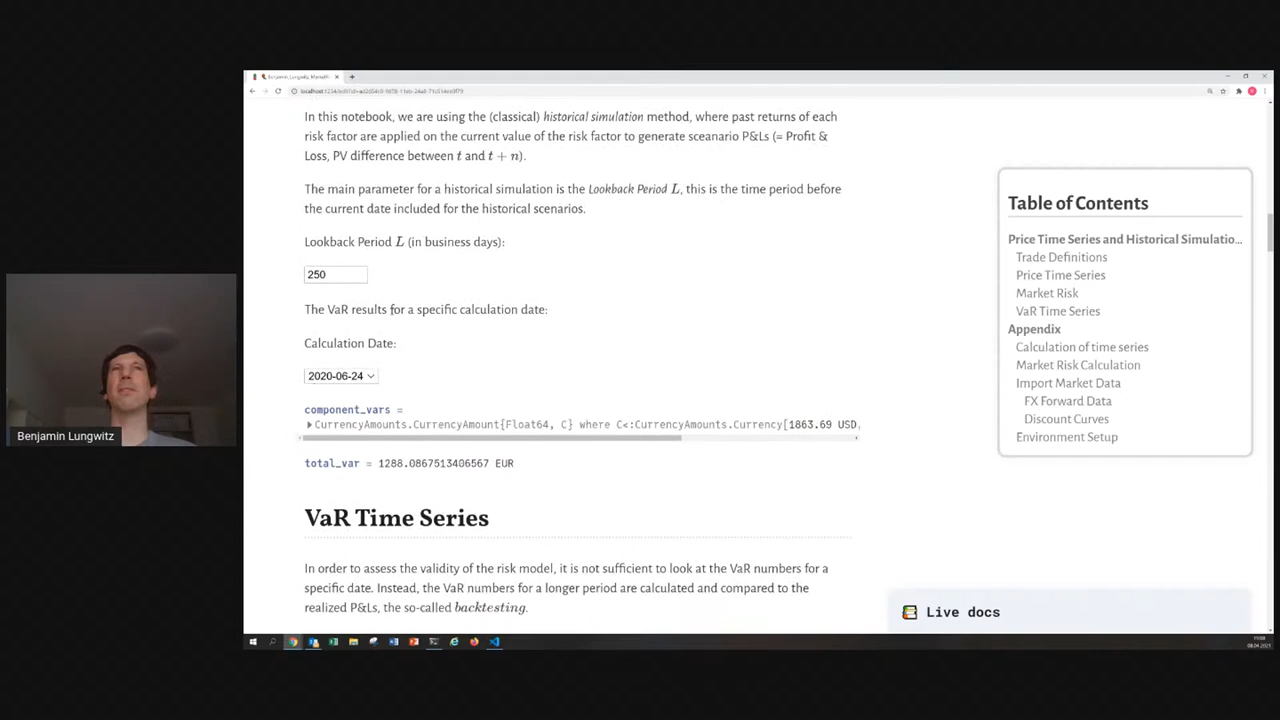 In this notebook, we are using the (classical) historical simulation method, where past returns of each
risk factor are applied on the current value of the risk factor to generate sceanario P&Ls (= Profit &
Loss, PV difference between t and t + n).
The main parameter for a historical simulation is the Lookback Period L, this is the time period before
the current date included for the historical scenarios.
Lookback Period L (in business days):
250
The VaR results for a specific calculation date:
Calculation Date:
2020-06-24
component_vars =
CurrencyAmounts.CurrencyAmount{Float64, C} where C<:CurrencyAmounts.Currency[1863.69 USD,
total_var = 1288.0867513406567 EUR
VaR Time Series
In order to assess the validity of the risk model, it is not sufficient to look at the VaR numbers for a
specific date. Instead, the VaR numbers for a longer period are calculated and compared to the
realized P&Ls, the so-called backtesting.
Table of Contents
Price Time Series and Historical Simulatio...
Trade Definitions
Price Time Series
Market Risk
VaR Time Series
Appendix
Calculation of time series
Market Risk Calculation
Import Market Data
FX Forward Data
Discount Curves
Environment Setup
Live docs
Benjamin Lungwitz